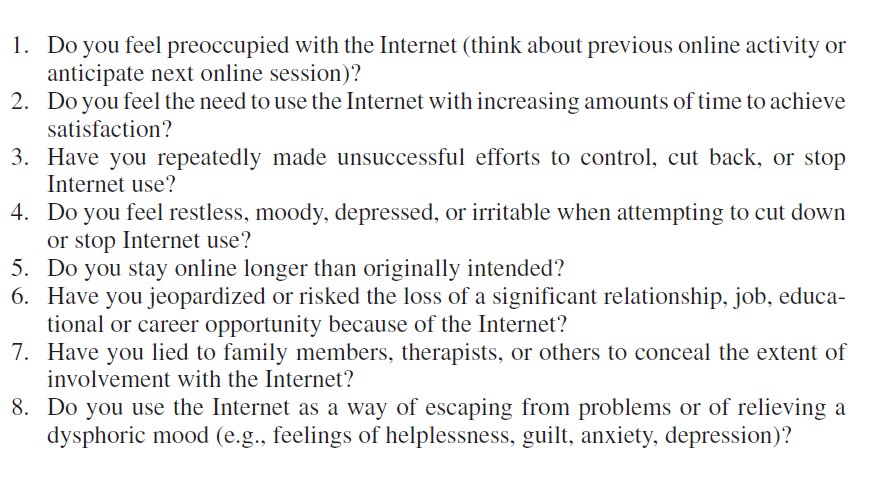 1. Do you feel preoccupied with the Internet (think about previous online activity or
anticipate next online session)?
2. Do you feel the need to use the Internet with increasing amounts of time to achieve
satisfaction?
3. Have you repeatedly made unsuccessful efforts to control, cut back, or stop
Internet use?
4. Do you feel restless, moody, depressed, or irritable when attempting to cut down
or stop Internet use?
5. Do you stay online longer than originally intended?
6. Have you jeopardized or risked the loss of a significant relationship, job, educa-
tional or career opportunity because of the Internet?
7. Have you lied to family members, therapists, or others to conceal the extent of
involvement with the Internet?
8. Do you use the Internet as a way of escaping from problems or of relieving a
dysphoric mood (e.g., feelings of helplessness, guilt, anxiety, depression)?